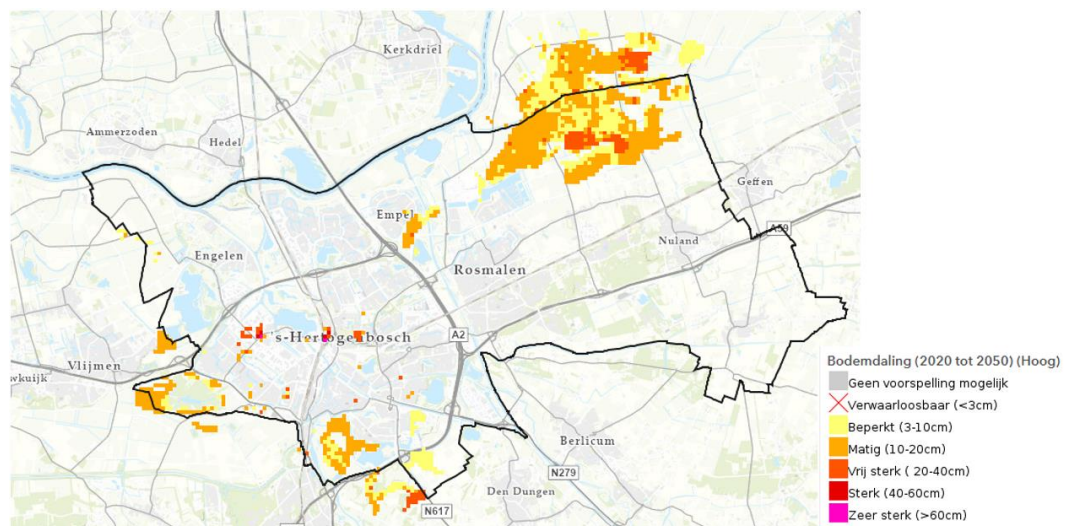 Kerkdriel
Ammerzoden
Hedel
Geffen
Empel
A59
Nuland
Engelen
Rosmalen
's-Hertogenbosch
A2
Vlijmen
wkuijk
Bodemdaling (2020 tot 2050) (Hoog)
Geen voorspelling mogelijk
Verwaarloosbaar (<3cm)
Beperkt (3-10cm)
Matig (10-20cm)
Vrij sterk ( 20-40cm)
Sterk (40-60cm)
Zeer sterk (>60cm)
Berlicum
N279
Den Dungen
N617